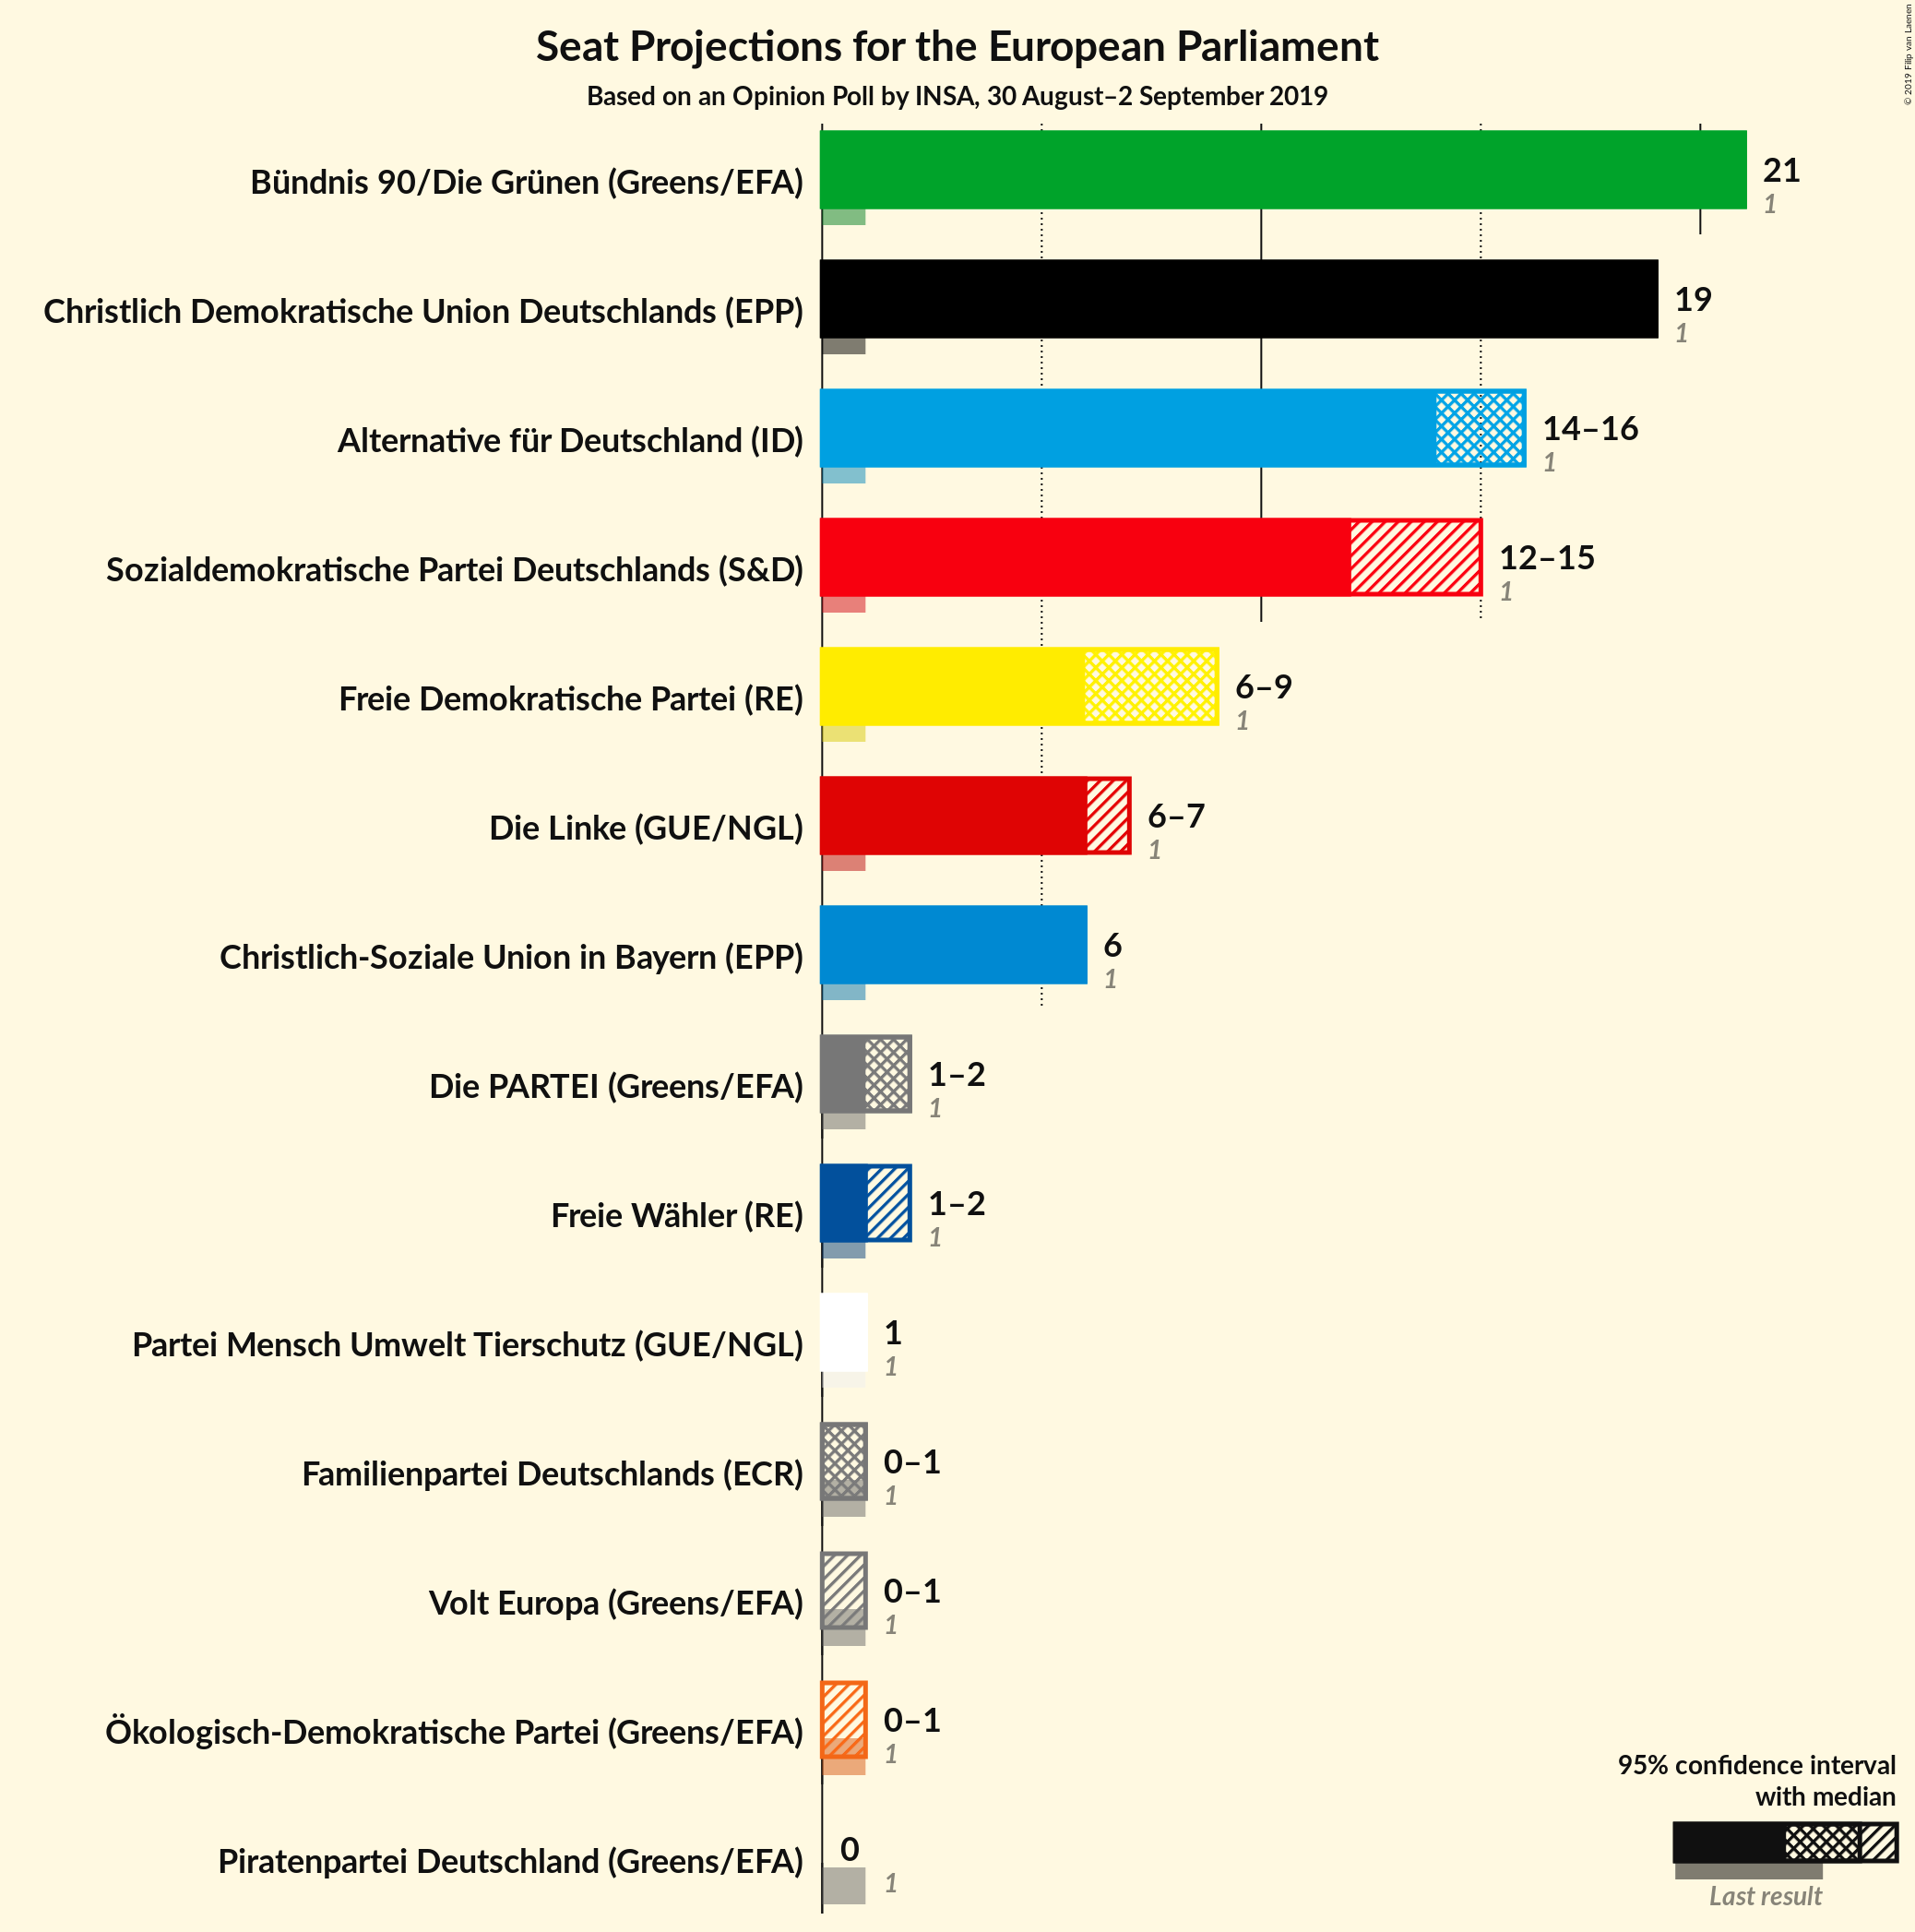 Seat Projections for the European Parliament
Based on an Opinion Poll by INSA, 30 August–2 September 2019
© 2019 Filip van Laenen
Bündnis 90/Die Grünen (Greens/EFA)
21
1
Christlich Demokratische Union Deutschlands (EPP)
19
1
Alternative für Deutschland (ID)
14–16
1
Sozialdemokratische Partei Deutschlands (S&D)
12–15
1
Freie Demokratische Partei (RE)
6–9
1
Die Linke (GUE/NGL)
6–7
1
Christlich-Soziale Union in Bayern (EPP)
6
1
Die PARTEI (Greens/EFA)
1–2
1
Freie Wähler (RE)
1–2
1
Partei Mensch Umwelt Tierschutz (GUE/NGL)
1
1
Familienpartei Deutschlands (ECR)
0–1
1
Volt Europa (Greens/EFA)
0–1
1
Ökologisch-Demokratische Partei (Greens/EFA)
0–1
1
Piratenpartei Deutschland (Greens/EFA)
0
1
95% confidence interval
with median
Last result